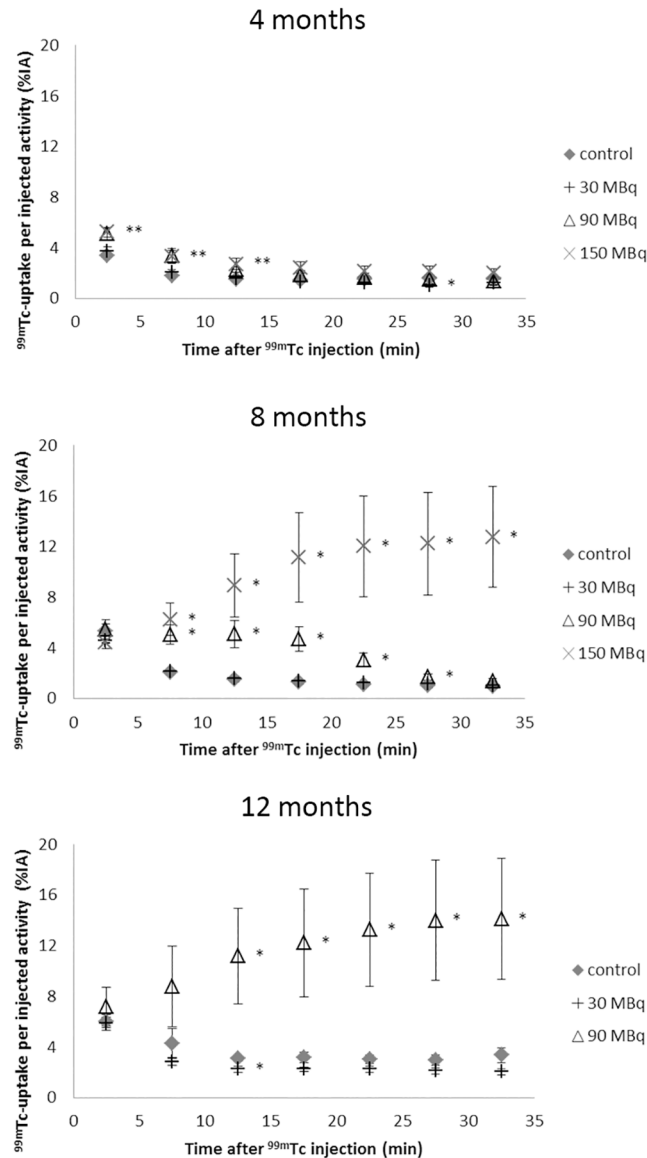 4 months
⁹⁹ᵐTc-uptake per injected activity (%IA)
20
16
12
8
4
0
0 5 10 15 20 25 30 35
Time after ⁹⁹ᵐTc injection (min)
** ** ** *
control
30 MBq
90 MBq
150 MBq
8 months
⁹⁹ᵐTc-uptake per injected activity (%IA)
20
16
12
8
4
0
0 5 10 15 20 25 30 35
Time after ⁹⁹ᵐTc injection (min)
* * * * * *
* * * * *
control
30 MBq
90 MBq
150 MBq
12 months
⁹⁹ᵐTc-uptake per injected activity (%IA)
20
16
12
8
4
0
0 5 10 15 20 25 30 35
Time after ⁹⁹ᵐTc injection (min)
* * * * *
*
control
30 MBq
90 MBq